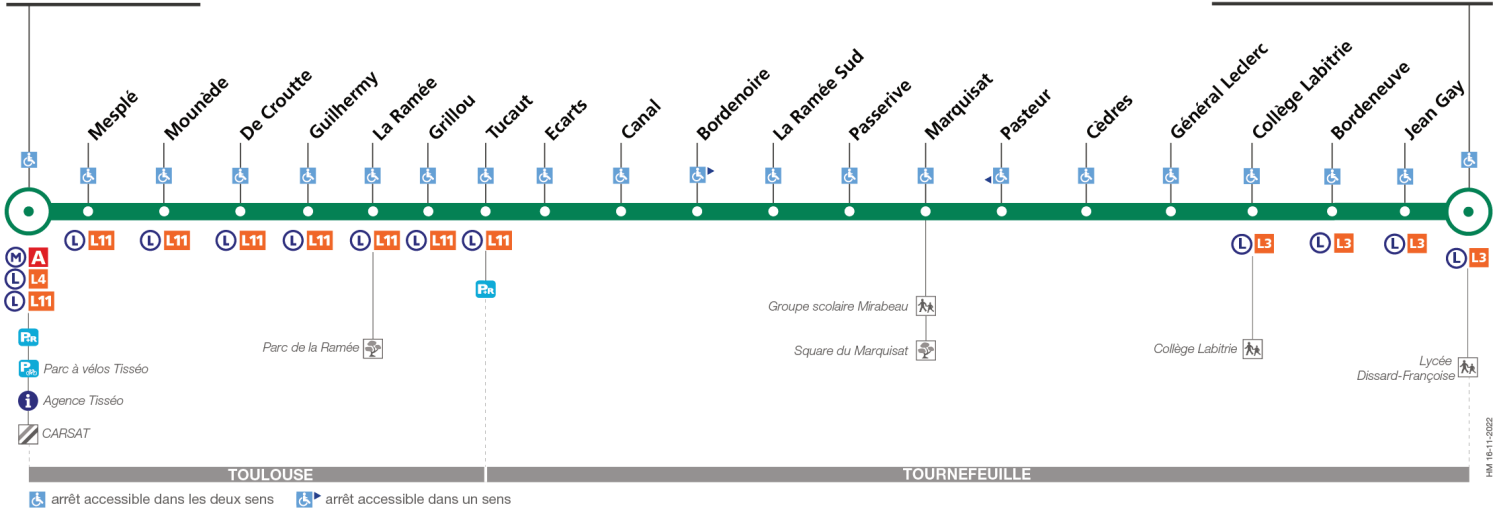 Mesplé
Mounède
De Croutte
Guilhermy
La Ramée
Grillou
Tucaut
Ecarts
Canal
Bordenoire
La Ramée Sud
Passerive
Marquisat
Pasteur
Cèdres
Général Leclerc
Collège Labitrie
Bordeneuve
Jean Gay
L L11
L L11
L L11
L L11
L L11
L L11
L L11
L L3
L L3
L L3
L L3
M A
L L4
L L11
P+R
P+R
P
Parc à vélos Tisséo
i Agence Tisséo
CARSAT
Parc de la Ramée
Groupe scolaire Mirabeau
Square du Marquisat
Collège Labitrie
Lycée
Dissard-Françoise
HM 16-11-2022
TOULOUSE
TOURNEFEUILLE
arrêt accessible dans les deux sens
arrêt accessible dans un sens